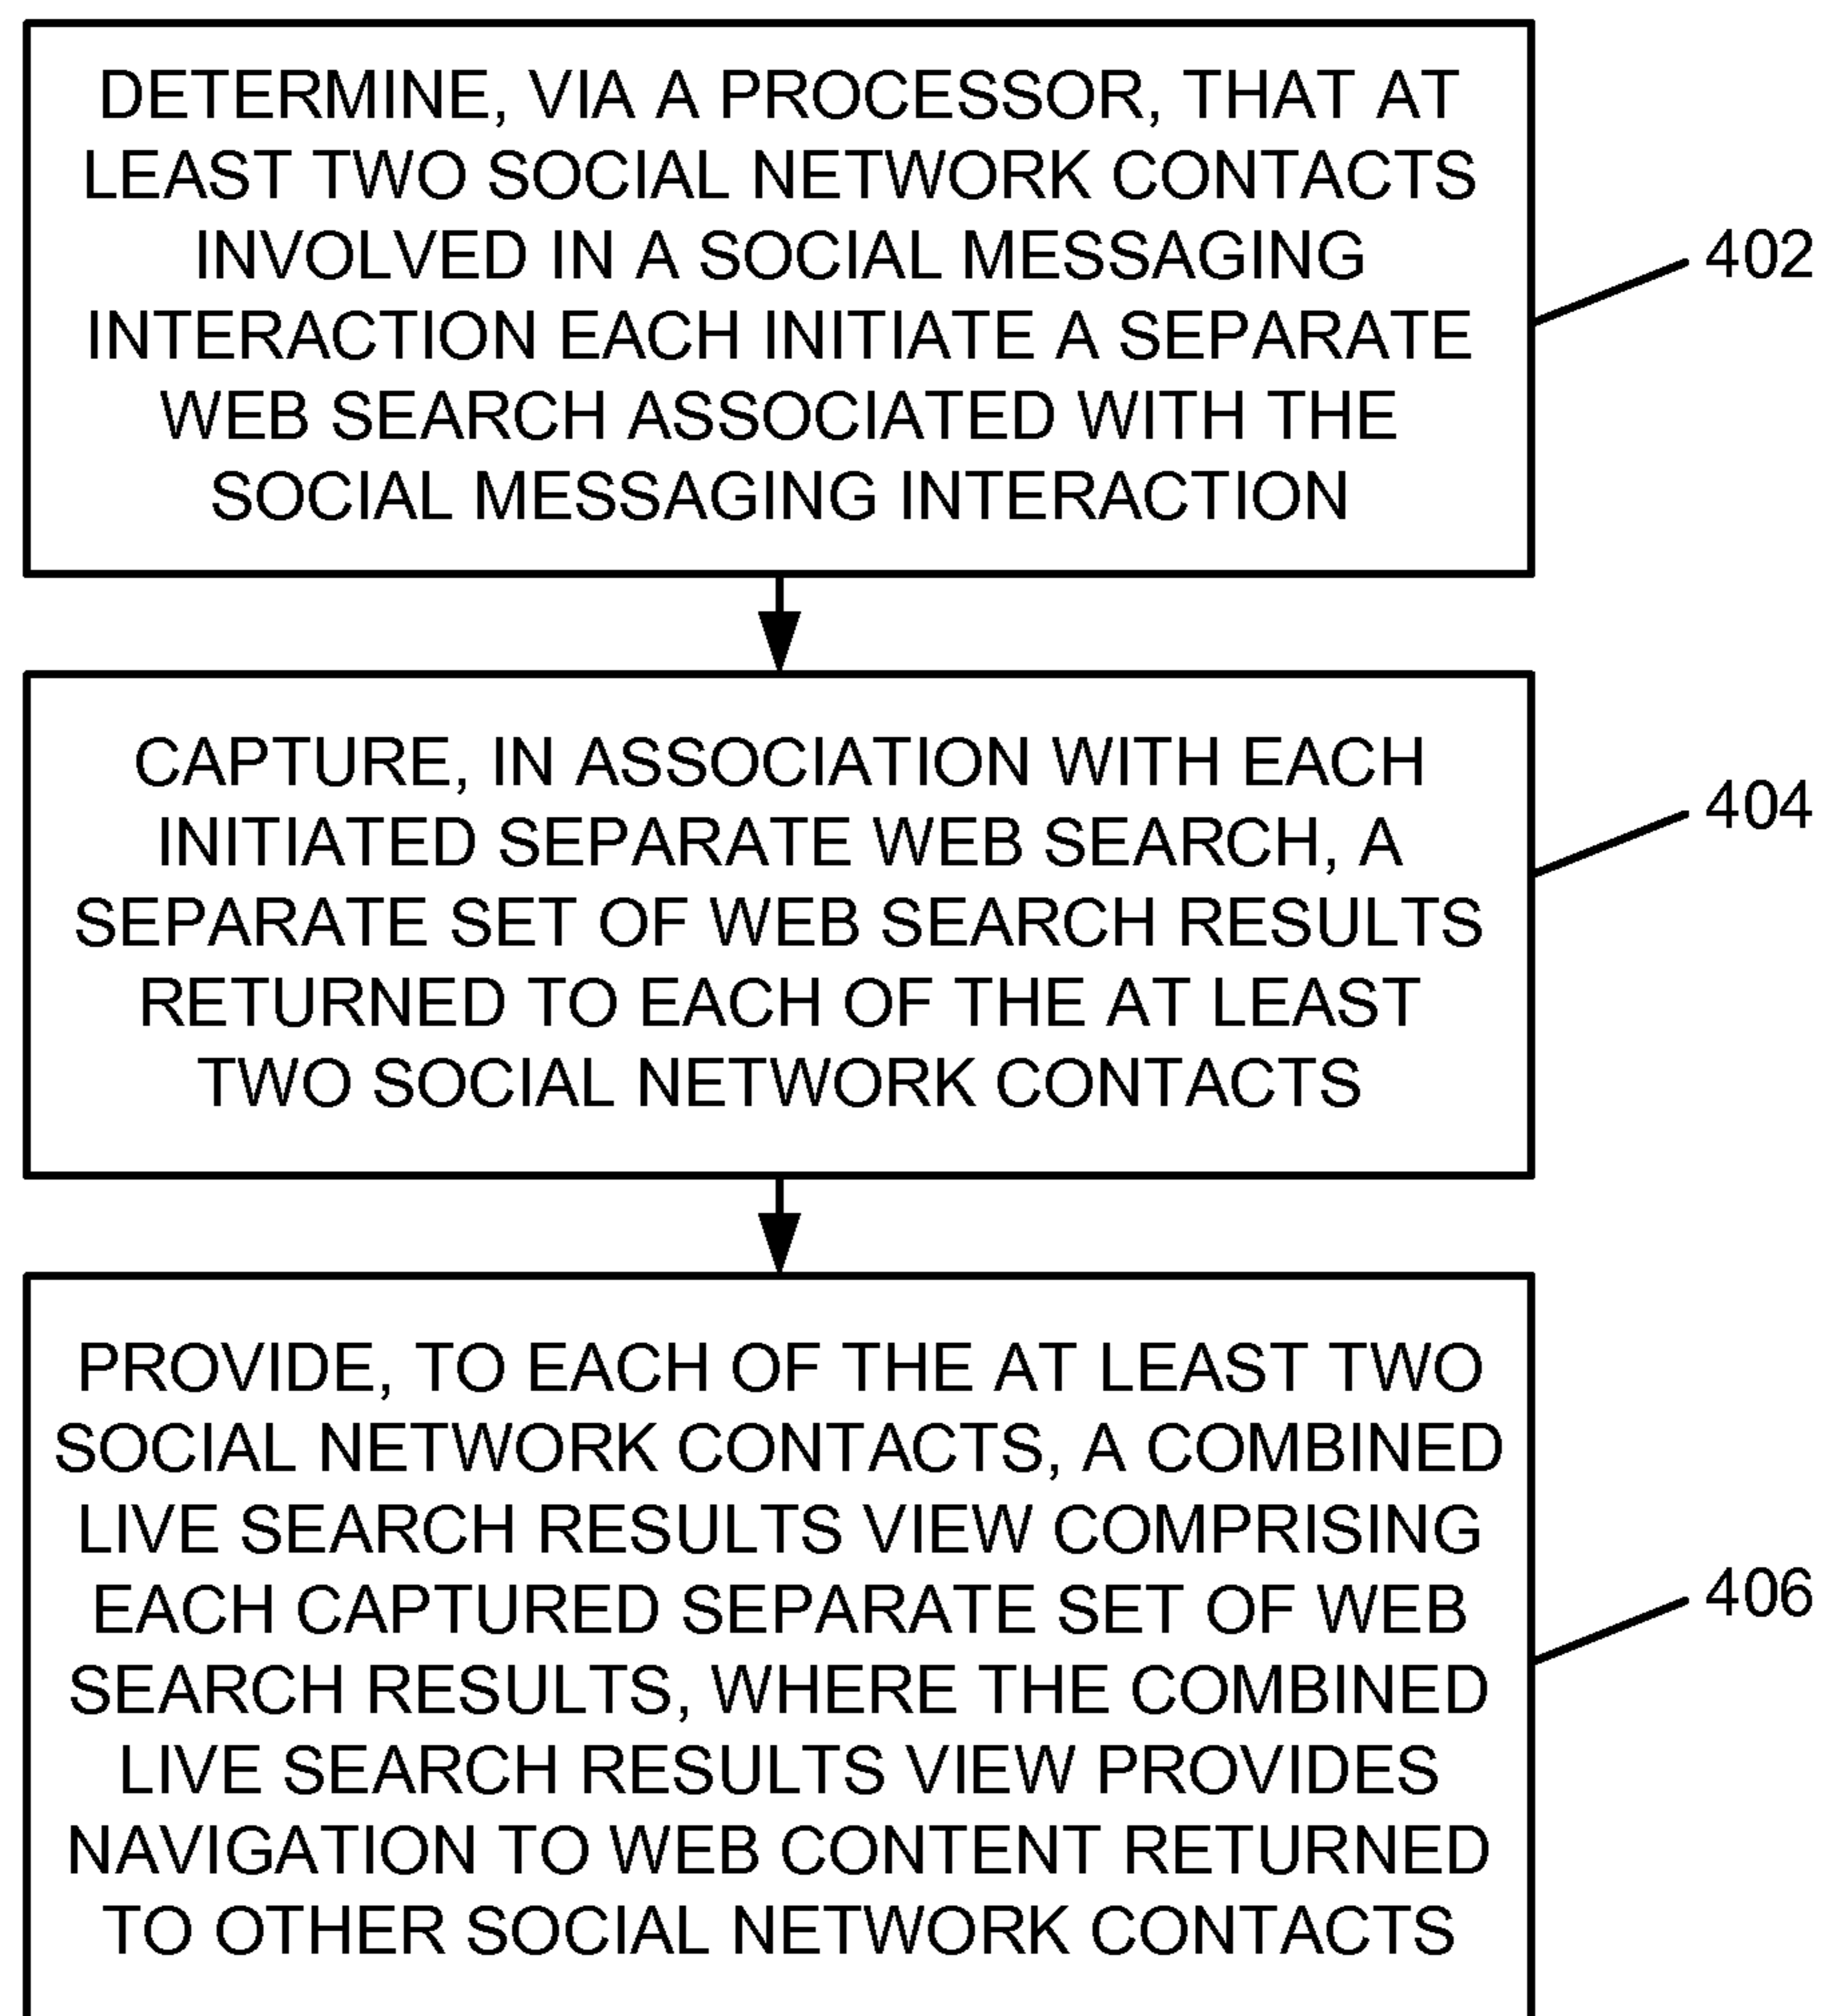 DETERMINE, VIA A PROCESSOR, THAT AT
LEAST TWO SOCIAL NETWORK CONTACTS
INVOLVED IN A SOCIAL MESSAGING
INTERACTION EACH INITIATE A SEPARATE
WEB SEARCH ASSOCIATED WITH THE
SOCIAL MESSAGING INTERACTION
402
CAPTURE, IN ASSOCIATION WITH EACH
INITIATED SEPARATE WEB SEARCH, A
SEPARATE SET OF WEB SEARCH RESULTS
RETURNED TO EACH OF THE AT LEAST
TWO SOCIAL NETWORK CONTACTS
404
PROVIDE, TO EACH OF THE AT LEAST TWO
SOCIAL NETWORK CONTACTS, A COMBINED
LIVE SEARCH RESULTS VIEW COMPRISING
EACH CAPTURED SEPARATE SET OF WEB
SEARCH RESULTS, WHERE THE COMBINED
LIVE SEARCH RESULTS VIEW PROVIDES
NAVIGATION TO WEB CONTENT RETURNED
TO OTHER SOCIAL NETWORK CONTACTS
406